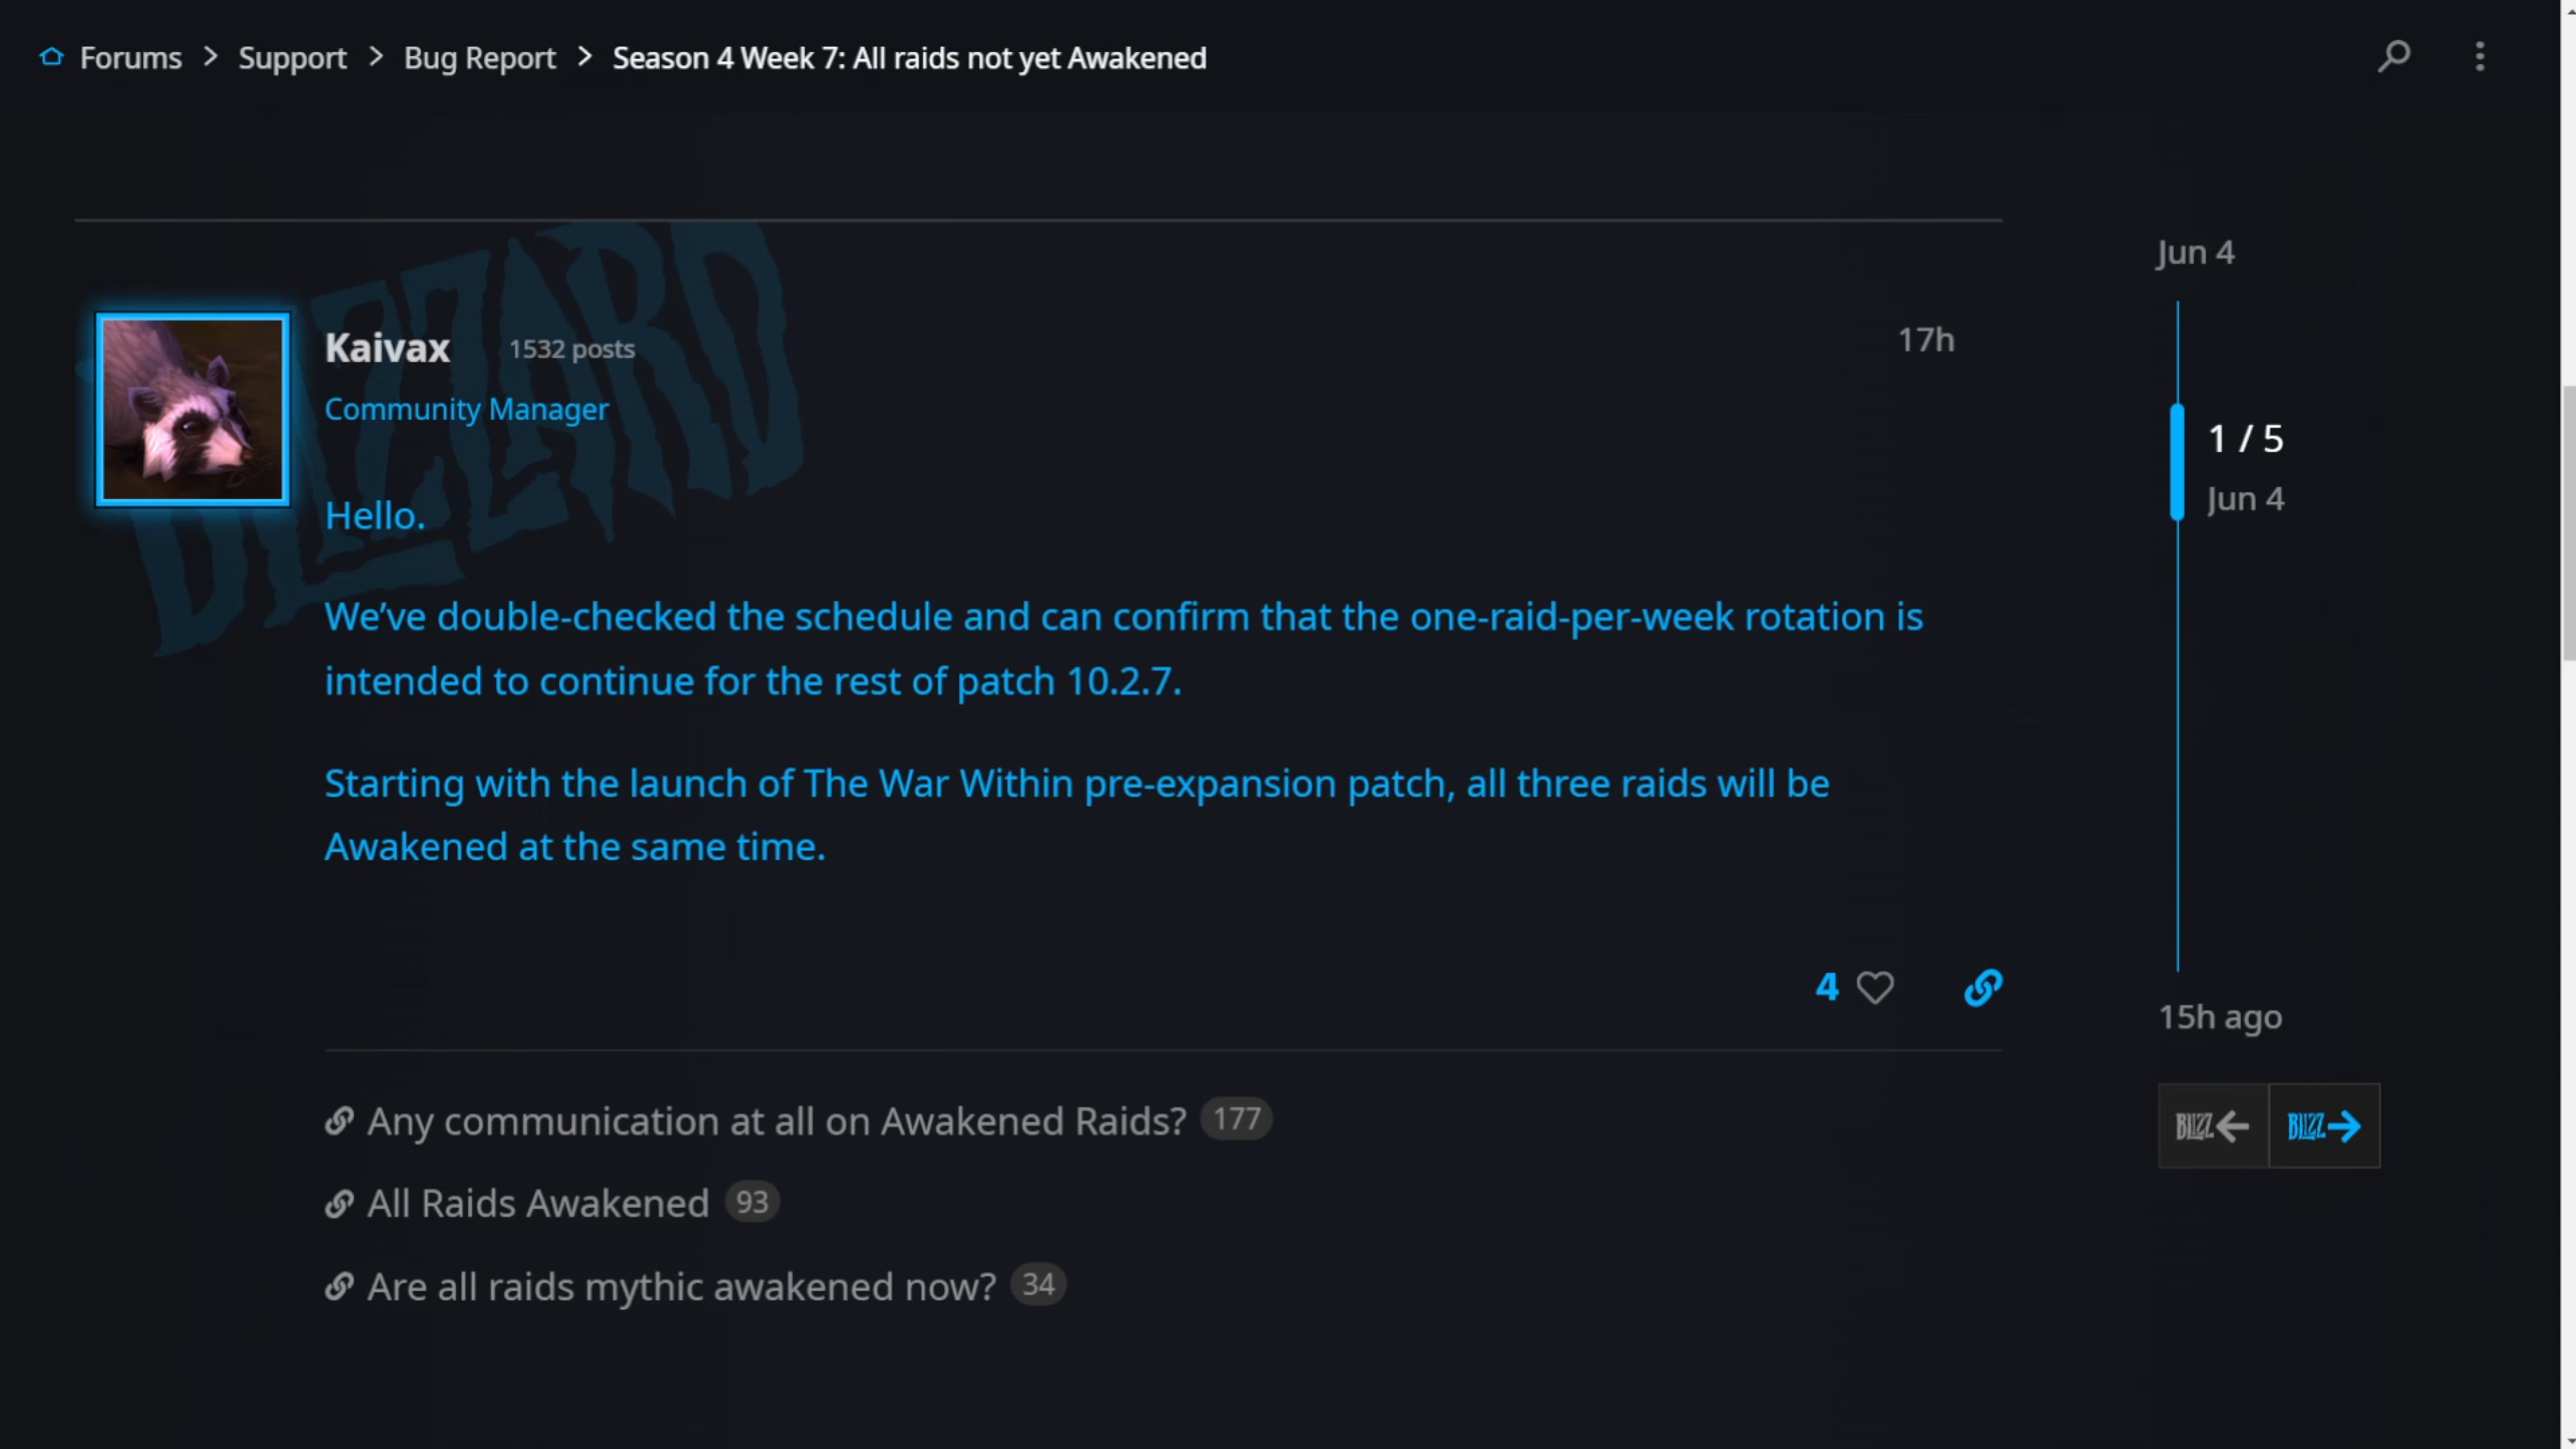 Forums > Support > Bug Report > Season 4 Week 7: All raids not yet Awakened
BLIZZARD
Jun 4
Kaivax 1532 posts 17h
Community Manager
1 / 5
Jun 4
Hello.
We’ve double-checked the schedule and can confirm that the one-raid-per-week rotation is
intended to continue for the rest of patch 10.2.7.
Starting with the launch of The War Within pre-expansion patch, all three raids will be
Awakened at the same time.
4
15h ago
Any communication at all on Awakened Raids? 177
BLIZZ BLIZZ
All Raids Awakened 93
Are all raids mythic awakened now? 34